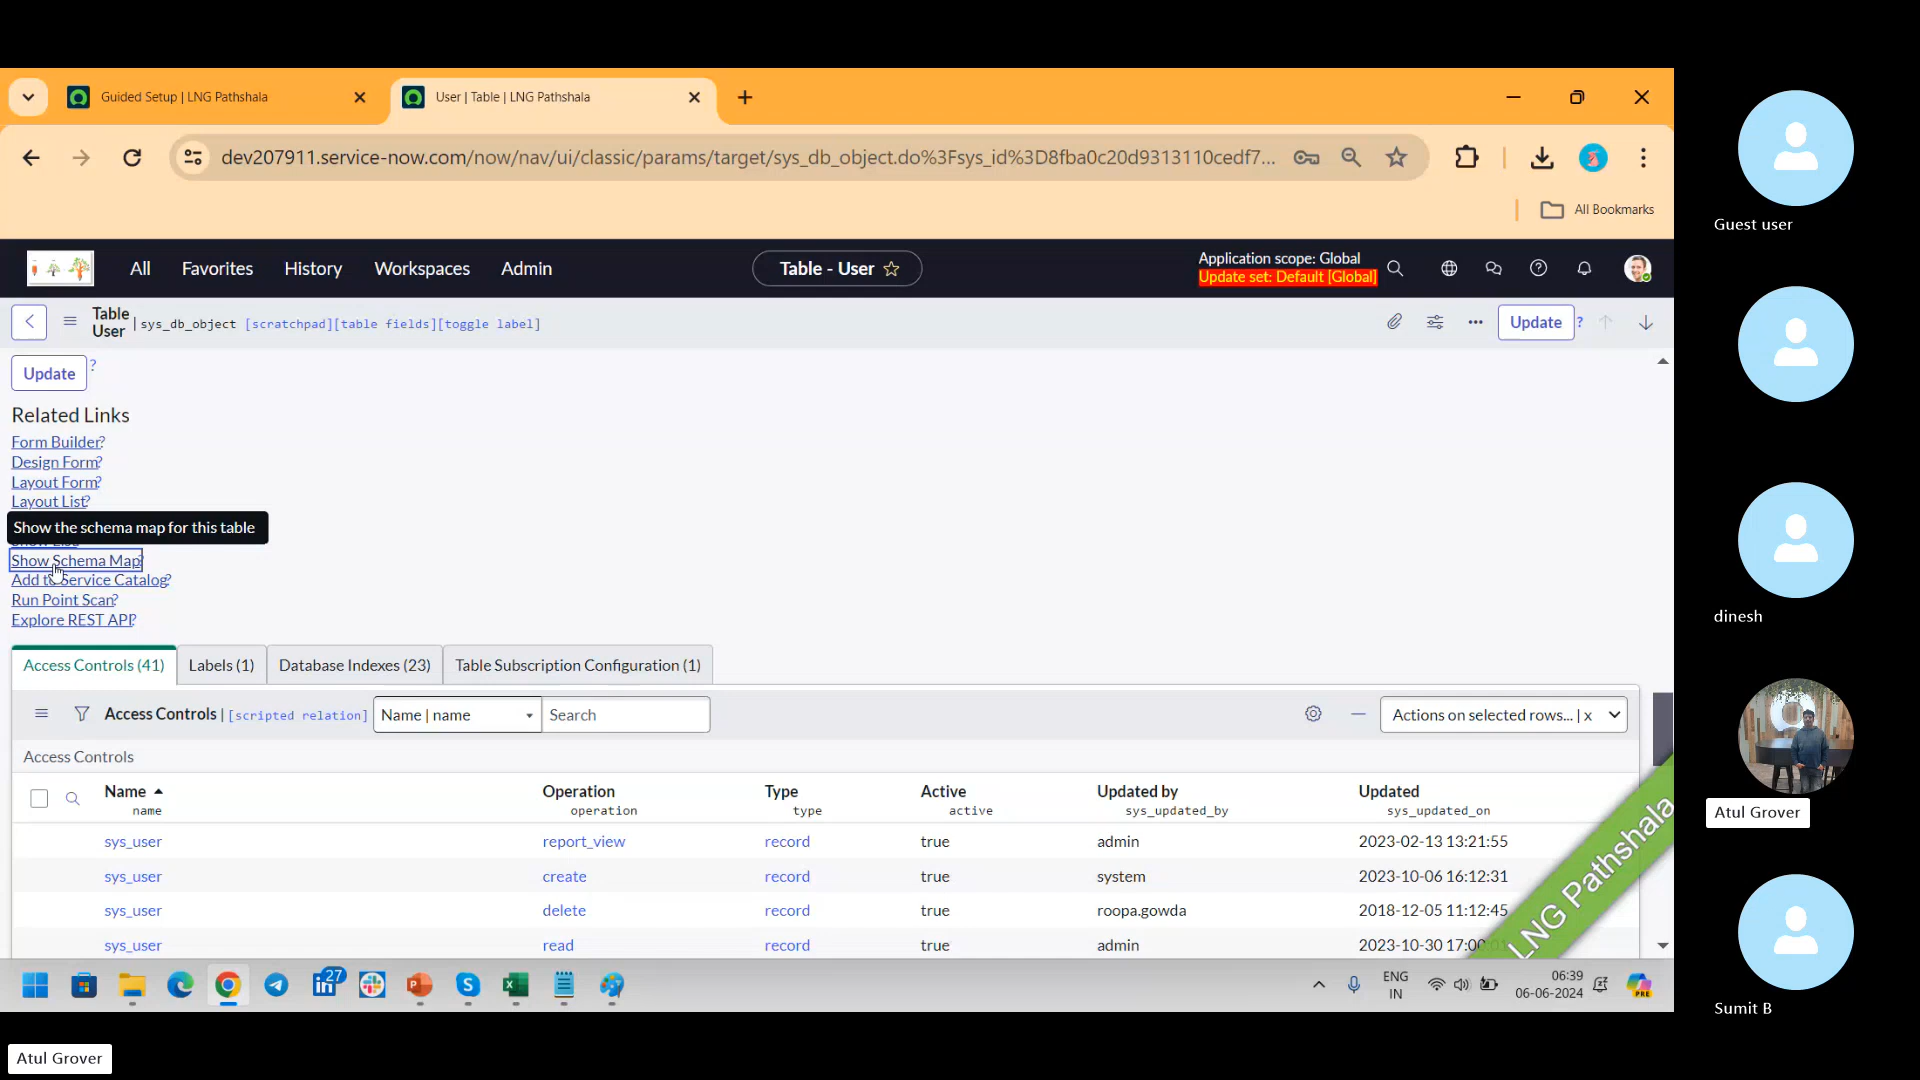 Guided Setup | LNG Pathshala
User | Table | LNG Pathshala
dev207911.service-now.com/now/nav/ui/classic/params/target/sys_db_object.do%3Fsys_id%3D8fba0c20d9313110cedf7...
All Bookmarks
All
Favorites
History
Workspaces
Admin
Table - User
Application scope: Global
Update set: Default [Global]
Table
User
sys_db_object [scratchpad][table fields][toggle label]
Update ?
Update ?
Related Links
Form Builder?
Design Form?
Layout Form?
Layout List?
Show the schema map for this table
Show Schema Map?
Add to Service Catalog?
Run Point Scan?
Explore REST API?
Access Controls (41)
Labels (1)
Database Indexes (23)
Table Subscription Configuration (1)
Access Controls | [scripted relation]
Name | name
Search
Actions on selected rows... | x
Access Controls
Name Operation Type Active Updated by Updated
name operation type active sys_updated_by sys_updated_on
sys_user report_view record true admin 2023-02-13 13:21:55
sys_user create record true system 2023-10-06 16:12:31
sys_user delete record true roopa.gowda 2018-12-05 11:12:45
sys_user read record true admin 2023-10-30 17:00
LNG Pathshala
27
ENG
IN
06:39
06-06-2024
PRE
Guest user
dinesh
Atul Grover
Sumit B
Atul Grover